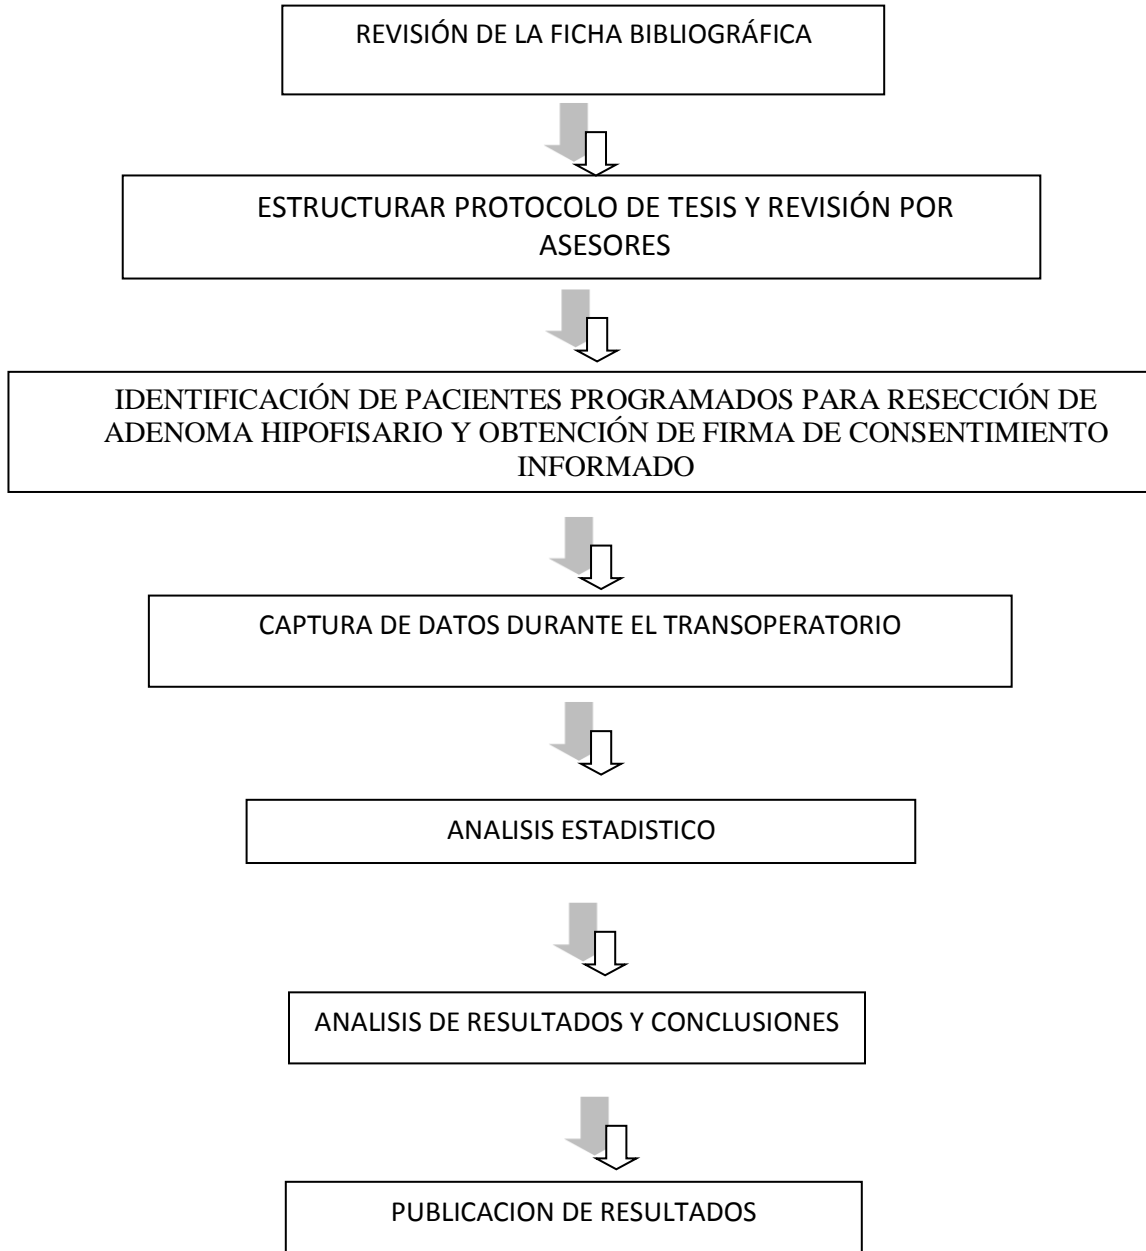 REVISIÓN DE LA FICHA BIBLIOGRÁFICA
ESTRUCTURAR PROTOCOLO DE TESIS Y REVISIÓN POR
ASESORES
IDENTIFICACIÓN DE PACIENTES PROGRAMADOS PARA RESECCIÓN DE
ADENOMA HIPOFISARIO Y OBTENCIÓN DE FIRMA DE CONSENTIMIENTO
INFORMADO
CAPTURA DE DATOS DURANTE EL TRANSOPERATORIO
ANALISIS ESTADISTICO
ANALISIS DE RESULTADOS Y CONCLUSIONES
PUBLICACION DE RESULTADOS